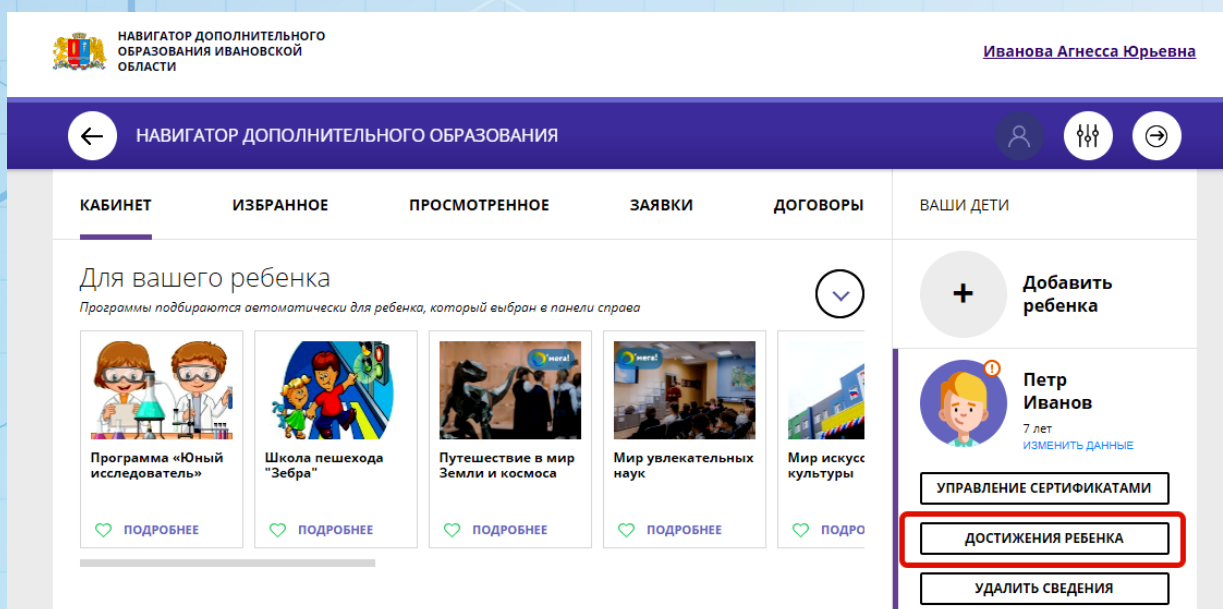 НАВИГАТОР ДОПОЛНИТЕЛЬНОГО
ОБРАЗОВАНИЯ ИВАНОВСКОЙ
ОБЛАСТИ
Иванова Агнесса Юрьевна
НАВИГАТОР ДОПОЛНИТЕЛЬНОГО ОБРАЗОВАНИЯ
КАБИНЕТ
ИЗБРАННОЕ
ПРОСМОТРЕННОЕ
ЗАЯВКИ
ДОГОВОРЫ
Для вашего ребенка
Программы подбираются автоматически для ребенка, который выбран в панели справа
Программа «Юный
исследователь»
ПОДРОБНЕЕ
Школа пешехода
"Зебра"
ПОДРОБНЕЕ
О'мега!
Путешествие в мир
Земли и космоса
ПОДРОБНЕЕ
О'мега!
Мир увлекательных
наук
ПОДРОБНЕЕ
Мир искусс
культуры
ПОДРО
ВАШИ ДЕТИ
+
Добавить
ребенка
Петр
Иванов
7 лет
ИЗМЕНИТЬ ДАННЫЕ
УПРАВЛЕНИЕ СЕРТИФИКАТАМИ
ДОСТИЖЕНИЯ РЕБЕНКА
УДАЛИТЬ СВЕДЕНИЯ